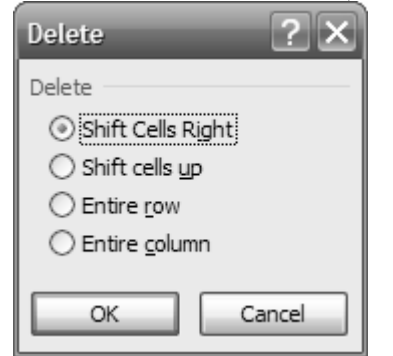 Delete
Delete
Shift Cells Right
Shift cells up
Entire row
Entire column
OK Cancel